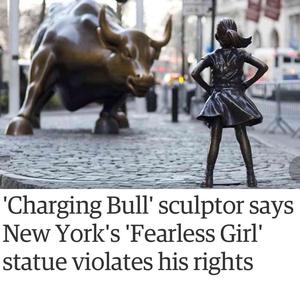 'Charging Bull' sculptor says
New York's 'Fearless Girl'
statue violates his rights